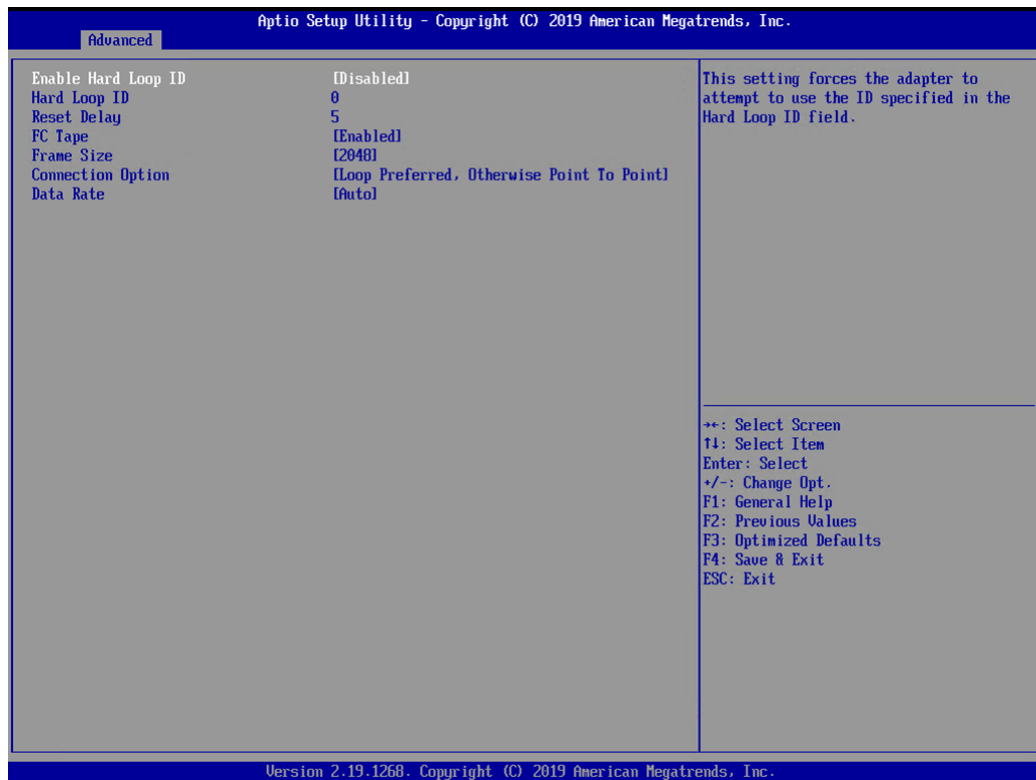 Aptio Setup Utility - Copyright (C) 2019 American Megatrends, Inc.
Advanced
Enable Hard Loop ID [Disabled]
Hard Loop ID 0
Reset Delay 5
FC Tape [Enabled]
Frame Size [2048]
Connection Option [Loop Preferred, Otherwise Point To Point]
Data Rate [Auto]
This setting forces the adapter to
attempt to use the ID specified in the
Hard Loop ID field.
→←: Select Screen
↑↓: Select Item
Enter: Select
+/-: Change Opt.
F1: General Help
F2: Previous Values
F3: Optimized Defaults
F4: Save & Exit
ESC: Exit
Version 2.19.1268. Copyright (C) 2019 American Megatrends, Inc.